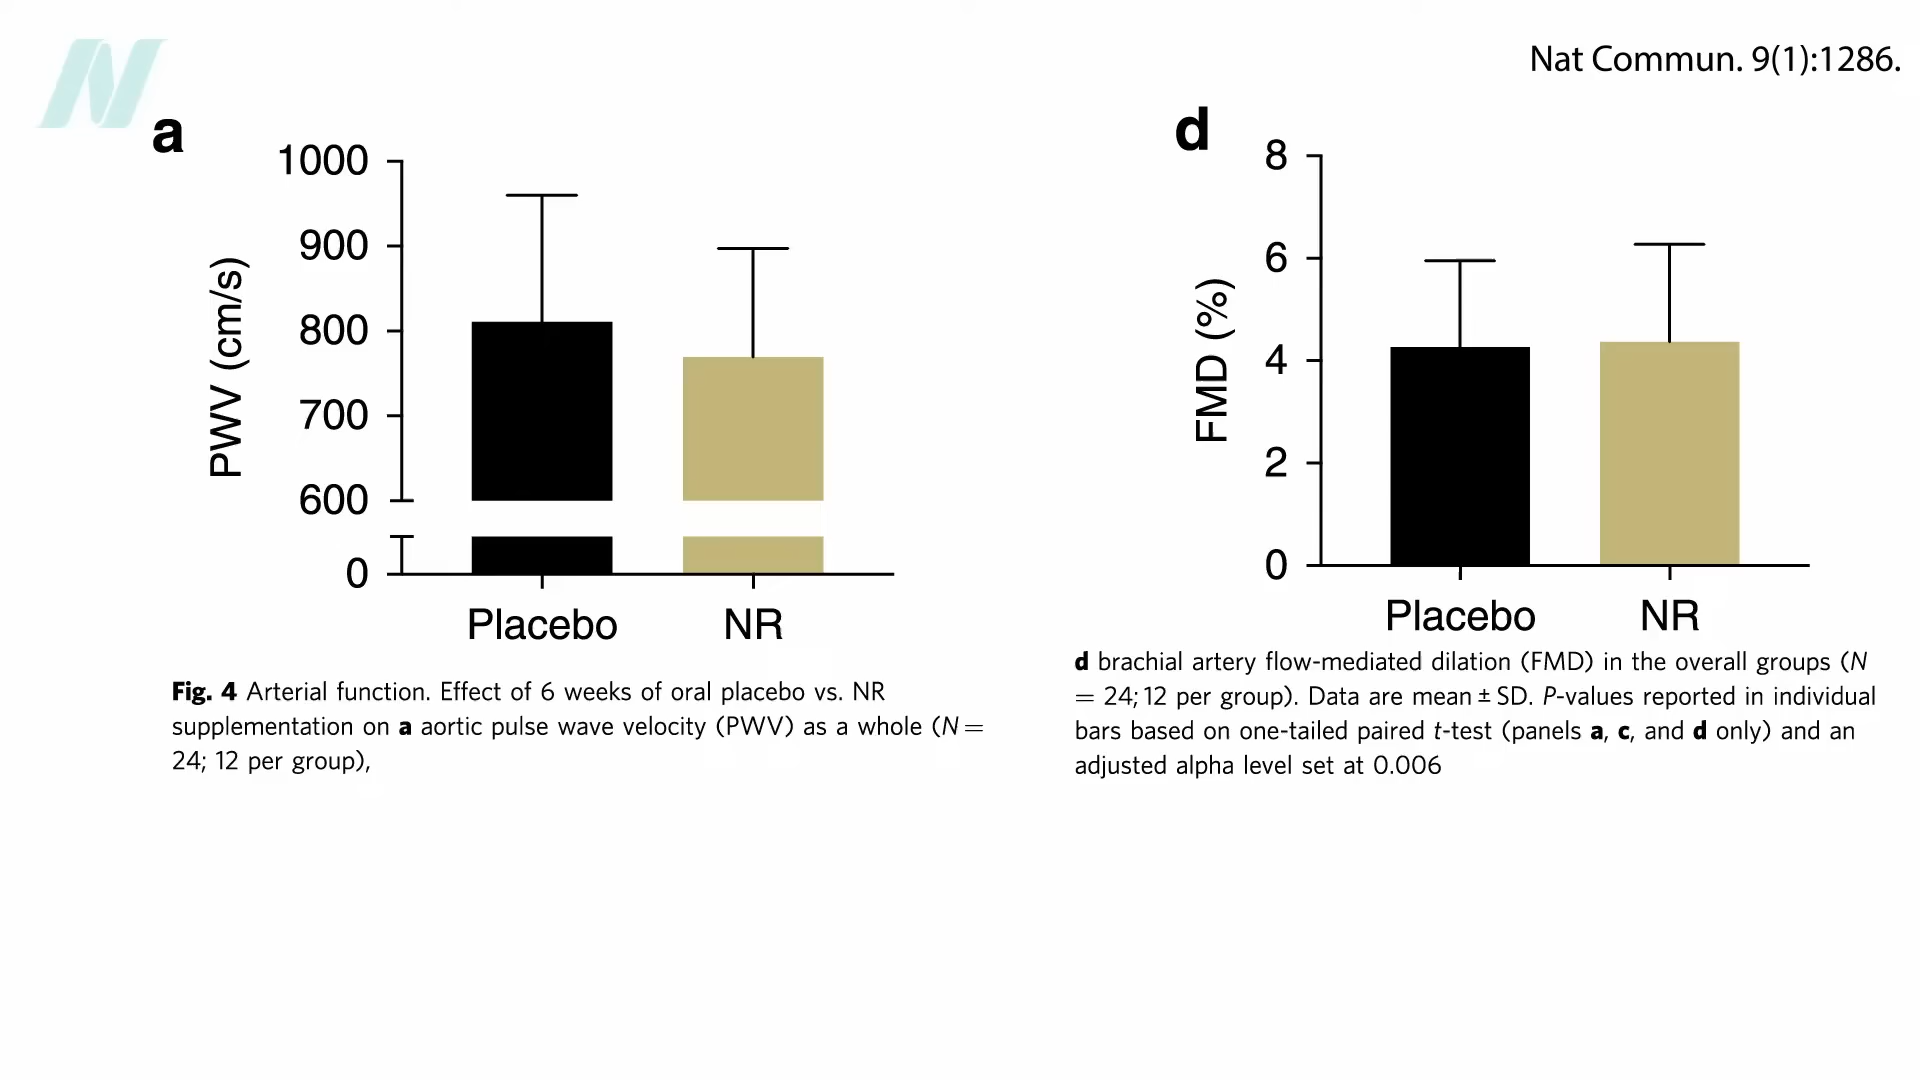 Nat Commun. 9(1):1286.
a
1000
900
800
700
600
0
PWV (cm/s)
Placebo NR
Fig. 4 Arterial function. Effect of 6 weeks of oral placebo vs. NR
supplementation on a aortic pulse wave velocity (PWV) as a whole (N =
24; 12 per group),
d
8
6
4
2
0
FMD (%)
Placebo NR
d brachial artery flow-mediated dilation (FMD) in the overall groups (N
= 24; 12 per group). Data are mean ± SD. P-values reported in individual
bars based on one-tailed paired t-test (panels a, c, and d only) and an
adjusted alpha level set at 0.006